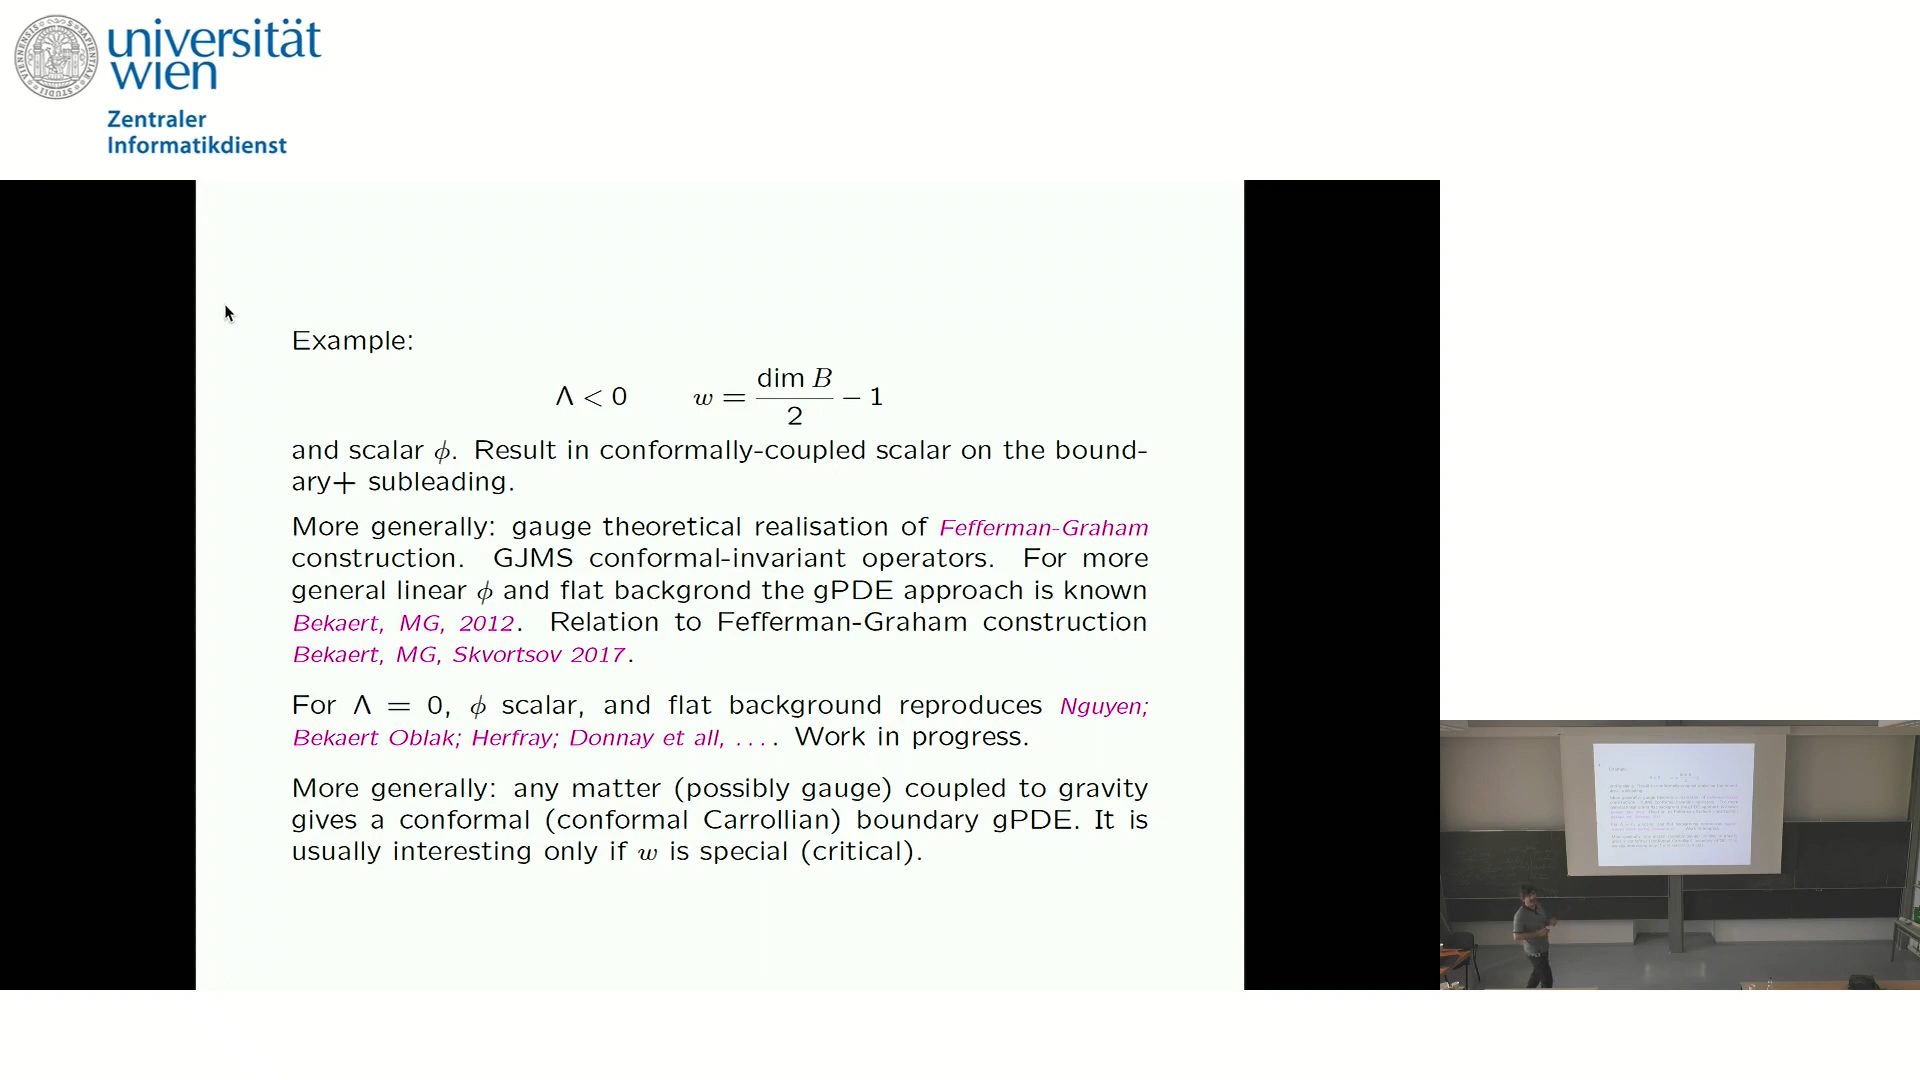 universität
wien
Zentraler
Informatikdienst
Example:
Λ < 0 w = dim B / 2 − 1
and scalar ϕ. Result in conformally-coupled scalar on the bound-
ary+ subleading.
More generally: gauge theoretical realisation of Fefferman-Graham
construction. GJMS conformal-invariant operators. For more
general linear ϕ and flat backgrond the gPDE approach is known
Bekaert, MG, 2012. Relation to Fefferman-Graham construction
Bekaert, MG, Skvortsov 2017.
For Λ = 0, ϕ scalar, and flat background reproduces Nguyen;
Bekaert Oblak; Herfray; Donnay et all, .... Work in progress.
More generally: any matter (possibly gauge) coupled to gravity
gives a conformal (conformal Carrollian) boundary gPDE. It is
usually interesting only if w is special (critical).